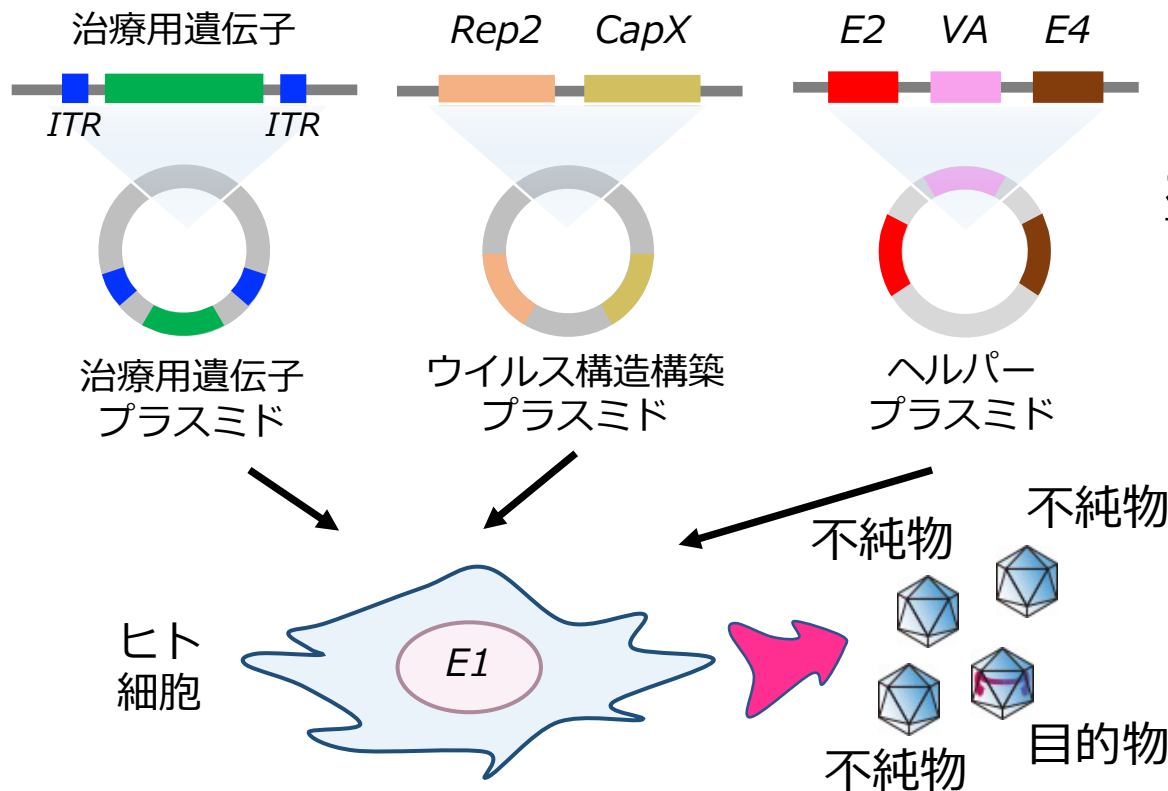 治療用遺伝子
Rep2
CapX
E2
VA
E4
ITR
ITR
治療用遺伝子
プラスミド
ウイルス構造構築
プラスミド
ヘルパー
プラスミド
不純物
不純物
ヒト
細胞
E1
不純物
目的物